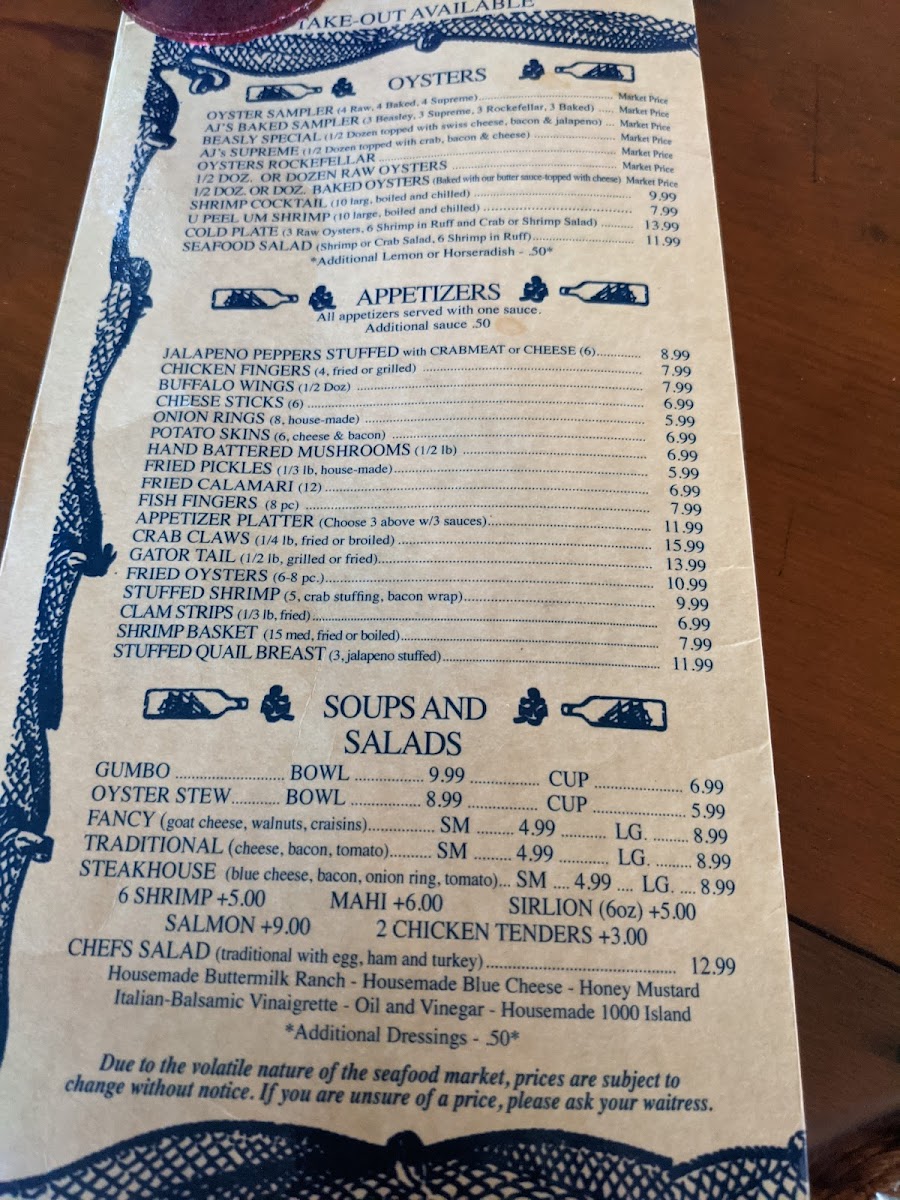 TAKE-OUT AVAILABLE
OYSTERS
OYSTER SAMPLER (4 Raw, 4 Baked, 4 Supreme)..... Market Price
AJ'S BAKED SAMPLER (3 Beasley, 3 Supreme, 3 Rockefellar, 3 Baked) ..... Market Price
BEASLY SPECIAL (1/2 Dozen topped with swiss cheese, bacon & jalapeno) ... Market Price
AJ'S SUPREME (1/2 Dozen topped with crab, bacon & cheese) ..... Market Price
OYSTERS ROCKEFELLAR ..... Market Price
1/2 DOZ. OR DOZEN RAW OYSTERS ..... Market Price
1/2 DOZ. OR DOZ. BAKED OYSTERS (Baked with our butter sauce-topped with cheese) Market Price
SHRIMP COCKTAIL (10 larg, boiled and chilled) ..... 9.99
U PEEL UM SHRIMP (10 large, boiled and chilled) ..... 7.99
COLD PLATE (3 Raw Oysters, 6 Shrimp in Ruff and Crab or Shrimp Salad) ..... 13.99
SEAFOOD SALAD (Shrimp or Crab Salad, 6 Shrimp in Ruff)..... 11.99
*Additional Lemon or Horseradish - .50*
APPETIZERS
All appetizers served with one sauce.
Additional sauce .50
JALAPENO PEPPERS STUFFED with CRABMEAT or CHEESE (6)..... 8.99
CHICKEN FINGERS (4, fried or grilled) ..... 7.99
BUFFALO WINGS (1/2 Doz) ..... 7.99
CHEESE STICKS (6) ..... 6.99
ONION RINGS (8, house-made) ..... 5.99
POTATO SKINS (6, cheese & bacon) ..... 6.99
HAND BATTERED MUSHROOMS (1/2 lb) ..... 6.99
FRIED PICKLES (1/3 lb, house-made)..... 5.99
FRIED CALAMARI (12) ..... 6.99
FISH FINGERS (8 pc) ..... 7.99
APPETIZER PLATTER (Choose 3 above w/3 sauces)..... 11.99
CRAB CLAWS (1/4 lb, fried or broiled) ..... 15.99
GATOR TAIL (1/2 lb, grilled or fried)..... 13.99
FRIED OYSTERS (6-8 pc.)..... 10.99
STUFFED SHRIMP (5, crab stuffing, bacon wrap)..... 9.99
CLAM STRIPS (1/3 lb, fried)..... 6.99
SHRIMP BASKET (15 med, fried or boiled)..... 7.99
STUFFED QUAIL BREAST (3, jalapeno stuffed)..... 11.99
SOUPS AND
SALADS
GUMBO ..... BOWL ..... 9.99 ..... CUP ..... 6.99
OYSTER STEW..... BOWL ..... 8.99 ..... CUP ..... 5.99
FANCY (goat cheese, walnuts, craisins)..... SM ..... 4.99 ..... LG. ..... 8.99
TRADITIONAL (cheese, bacon, tomato)..... SM ..... 4.99 ..... LG. ..... 8.99
STEAKHOUSE (blue cheese, bacon, onion ring, tomato)... SM .... 4.99 .... LG. .... 8.99
6 SHRIMP +5.00 MAHI +6.00 SIRLION (6oz) +5.00
SALMON +9.00 2 CHICKEN TENDERS +3.00
CHEFS SALAD (traditional with egg, ham and turkey)..... 12.99
Housemade Buttermilk Ranch - Housemade Blue Cheese - Honey Mustard
Italian-Balsamic Vinaigrette - Oil and Vinegar - Housemade 1000 Island
*Additional Dressings - .50*
Due to the volatile nature of the seafood market, prices are subject to
change without notice. If you are unsure of a price, please ask your waitress.